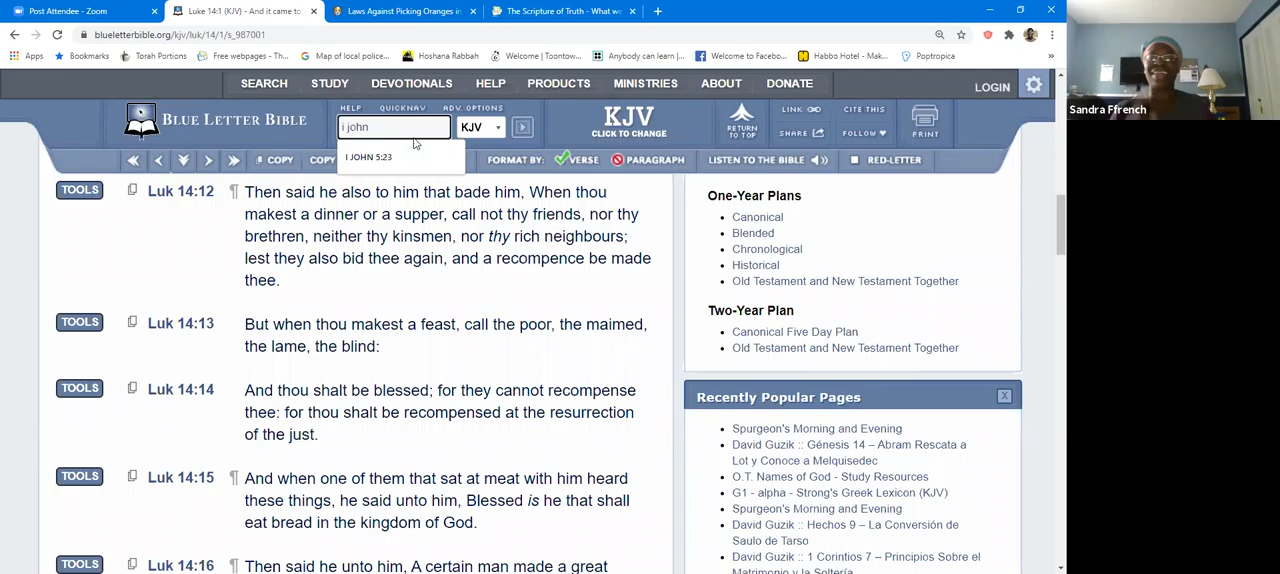 Post Attendee - Zoom
Luke 14:1 (KJV) - And it came to
Laws Against Picking Oranges in
The Scripture of Truth - What we
blueletterbible.org/kjv/luk/14/1/s_987001
Apps
Bookmarks
Torah Portions
Free webpages - Th...
Map of local police...
Hoshana Rabbah
Welcome | Toontow...
Anybody can learn |...
Welcome to Facebo...
Habbo Hotel - Mak...
Poptropica
SEARCH STUDY DEVOTIONALS HELP PRODUCTS MINISTRIES ABOUT DONATE LOGIN
BLUE LETTER BIBLE
HELP QUICKNAV ADV. OPTIONS
i john
KJV
I JOHN 5:23
KJV
CLICK TO CHANGE
RETURN
TO TOP
LINK
CITE THIS
SHARE
FOLLOW
PRINT
COPY
COPY
FORMAT BY: VERSE PARAGRAPH
LISTEN TO THE BIBLE
RED-LETTER
TOOLS Luk 14:12 ¶ Then said he also to him that bade him, When thou
makest a dinner or a supper, call not thy friends, nor thy
brethren, neither thy kinsmen, nor thy rich neighbours;
lest they also bid thee again, and a recompence be made
thee.
TOOLS Luk 14:13 But when thou makest a feast, call the poor, the maimed,
the lame, the blind:
TOOLS Luk 14:14 And thou shalt be blessed; for they cannot recompense
thee: for thou shalt be recompensed at the resurrection
of the just.
TOOLS Luk 14:15 ¶ And when one of them that sat at meat with him heard
these things, he said unto him, Blessed is he that shall
eat bread in the kingdom of God.
TOOLS Luk 14:16 Then said he unto him, A certain man made a great
One-Year Plans
Canonical
Blended
Chronological
Historical
Old Testament and New Testament Together
Two-Year Plan
Canonical Five Day Plan
Old Testament and New Testament Together
Recently Popular Pages
X
Spurgeon's Morning and Evening
David Guzik :: Génesis 14 – Abram Rescata a
Lot y Conoce a Melquisedec
O.T. Names of God - Study Resources
G1 - alpha - Strong's Greek Lexicon (KJV)
Spurgeon's Morning and Evening
David Guzik :: Hechos 9 – La Conversión de
Saulo de Tarso
David Guzik :: 1 Corintios 7 – Principios Sobre el
Matrimonio y la Soltería
Sandra Ffrench